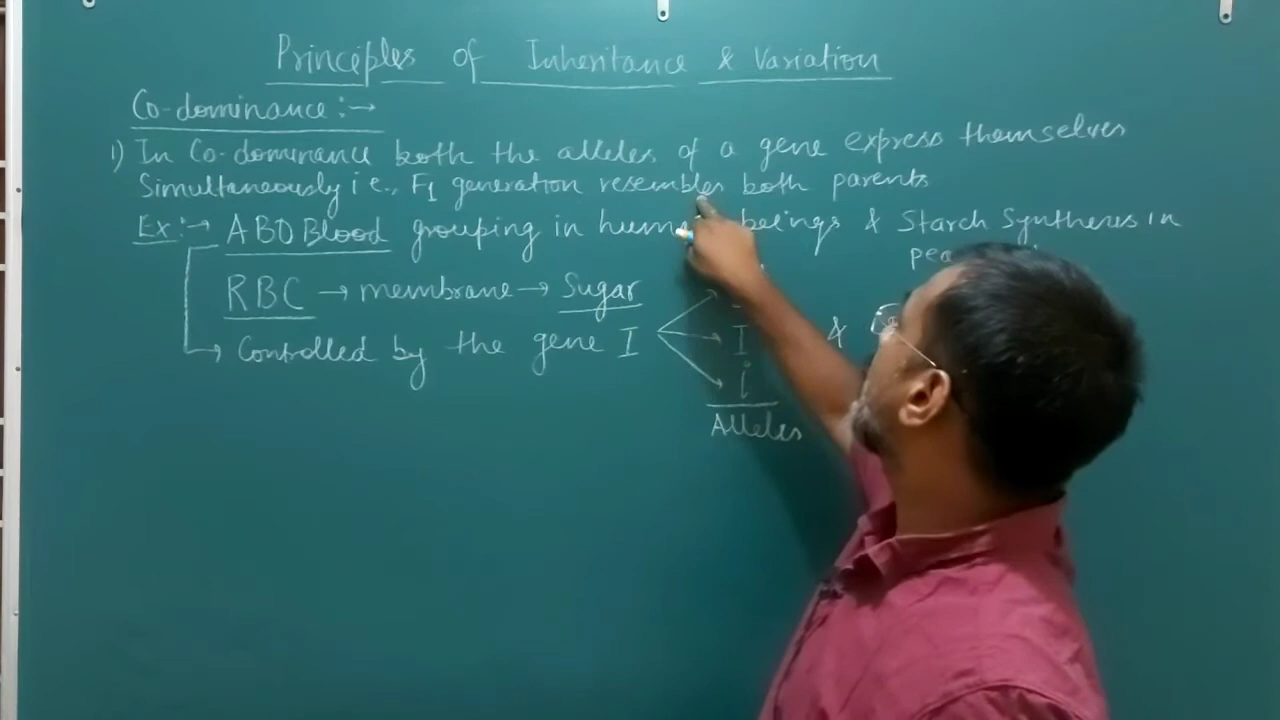 Principles of Inheritance & Variation
Co-dominance:→
1) In Co-dominance both the alleles of a gene express themselves
Simultaneously i e., F1 generation resembles both parents
Ex:→ ABO Blood grouping in beings & Starch Syntheses in
RBC → membrane → Sugar
Controlled by the gene I
I &
i
Alleles